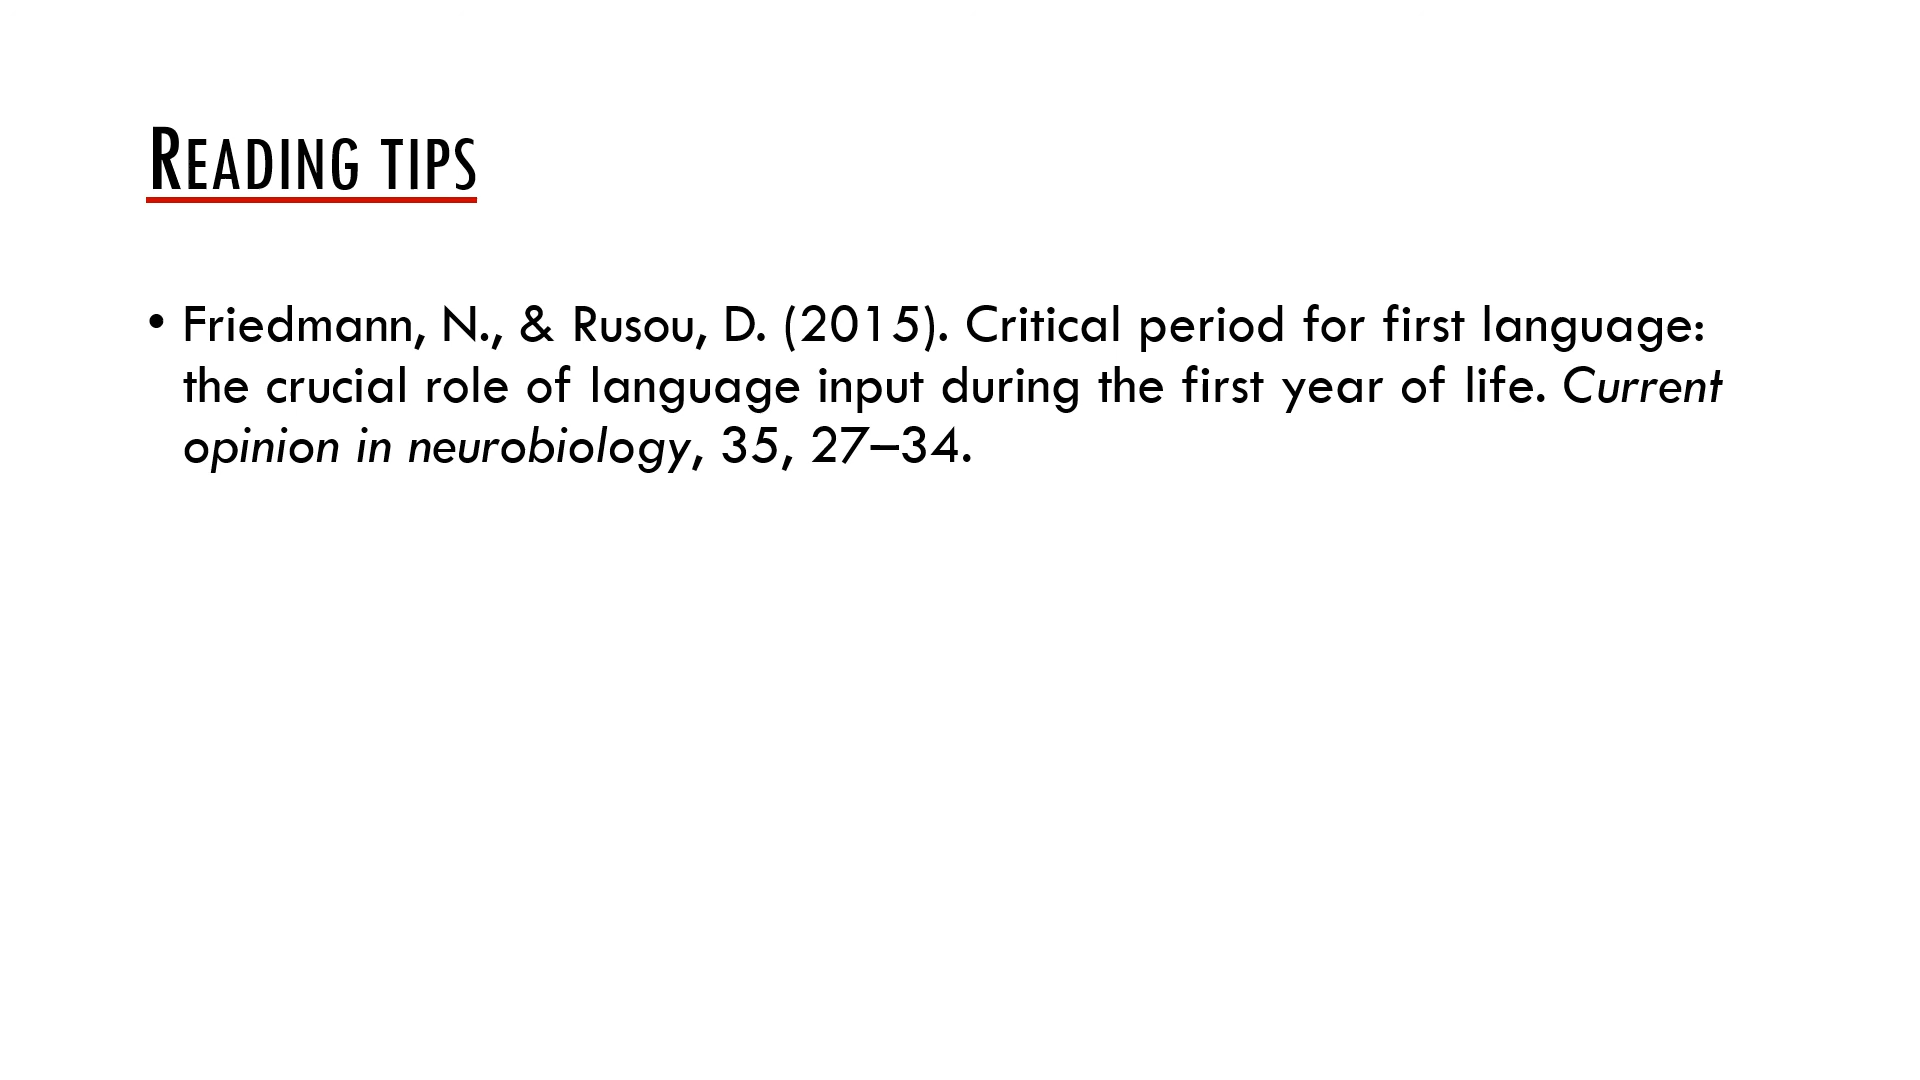 READING TIPS
• Friedmann, N., & Rusou, D. (2015). Critical period for first language:
the crucial role of language input during the first year of life. Current
opinion in neurobiology, 35, 27–34.